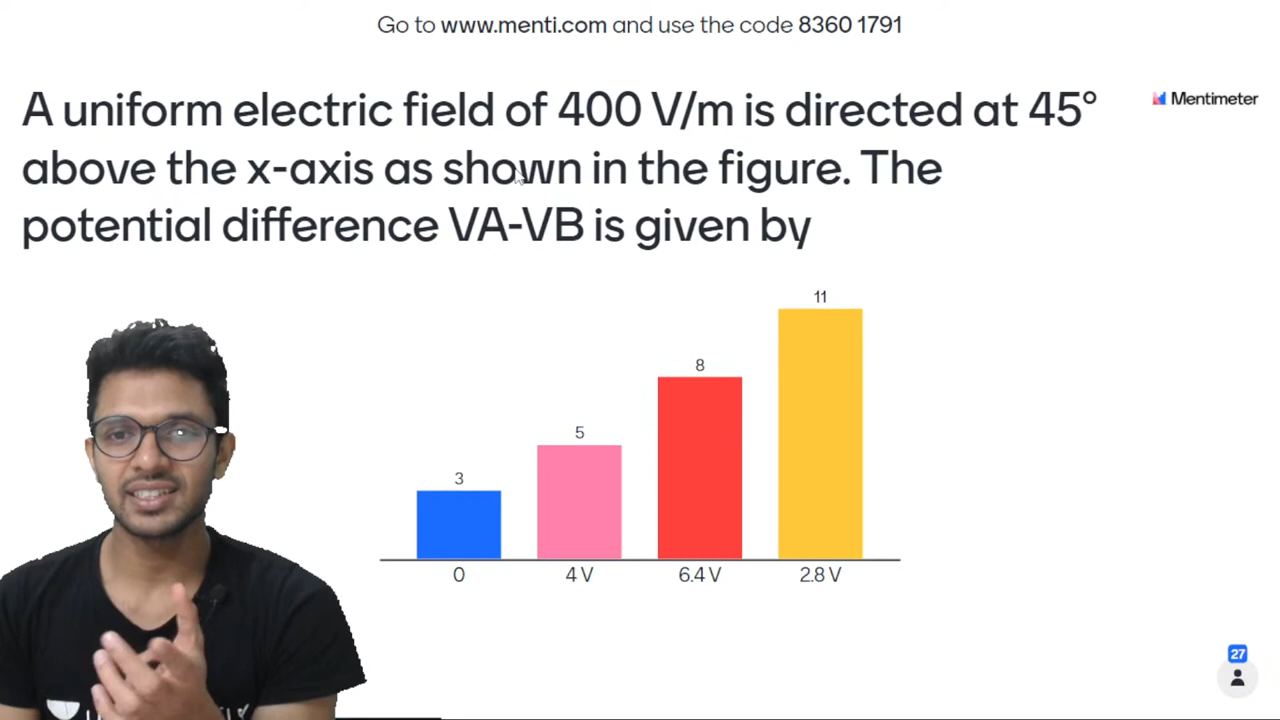 Go to www.menti.com and use the code 8360 1791
A uniform electric field of 400 V/m is directed at 45°
above the x-axis as shown in the figure. The
potential difference VA-VB is given by
Mentimeter
11
8
5
3
0
4 V
6.4 V
2.8 V
27